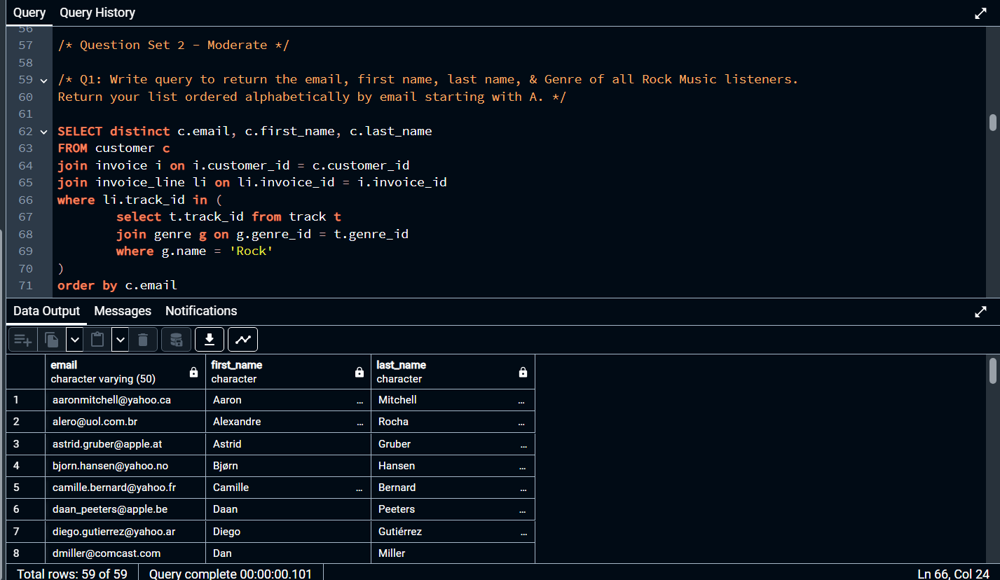 Query Query History
56
57 /* Question Set 2 - Moderate */
58
59 /* Q1: Write query to return the email, first name, last name, & Genre of all Rock Music listeners.
60 Return your list ordered alphabetically by email starting with A. */
61
62 SELECT distinct c.email, c.first_name, c.last_name
63 FROM customer c
64 join invoice i on i.customer_id = c.customer_id
65 join invoice_line li on li.invoice_id = i.invoice_id
66 where li.track_id in (
67 select t.track_id from track t
68 join genre g on g.genre_id = t.genre_id
69 where g.name = 'Rock'
70 )
71 order by c.email
Data Output Messages Notifications
email first_name last_name
character varying (50) character character
1 aaronmitchell@yahoo.ca Aaron ... Mitchell ...
2 alero@uol.com.br Alexandre ... Rocha ...
3 astrid.gruber@apple.at Astrid Gruber ...
4 bjorn.hansen@yahoo.no Bjørn Hansen ...
5 camille.bernard@yahoo.fr Camille ... Bernard ...
6 daan_peeters@apple.be Daan Peeters ...
7 diego.gutierrez@yahoo.ar Diego Gutiérrez ...
8 dmiller@comcast.com Dan Miller
Total rows: 59 of 59 Query complete 00:00:00.101 Ln 66, Col 24